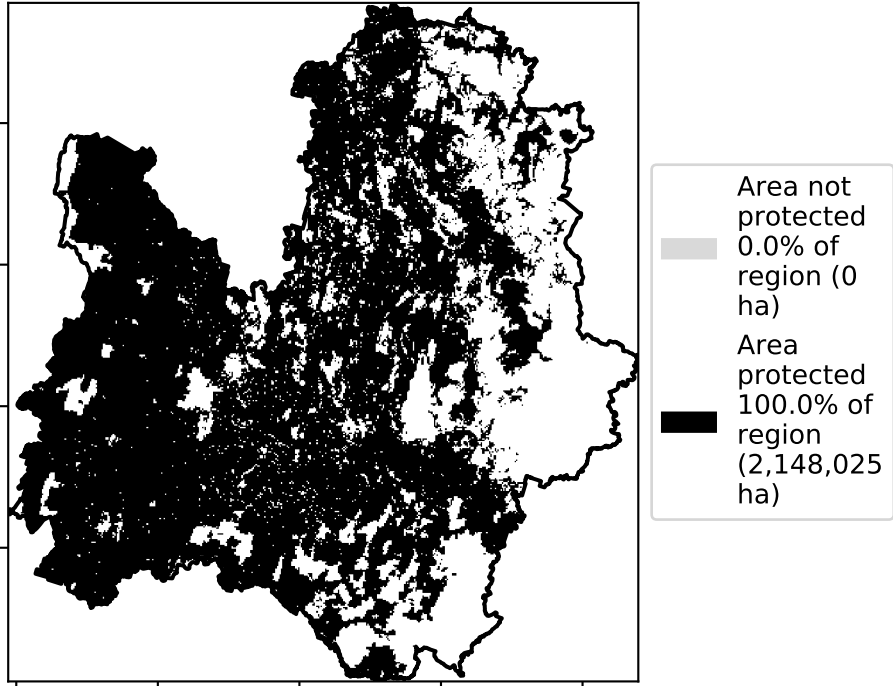 Area not
protected
0.0% of
region (0
ha)
Area
protected
100.0% of
region
(2,148,025
ha)